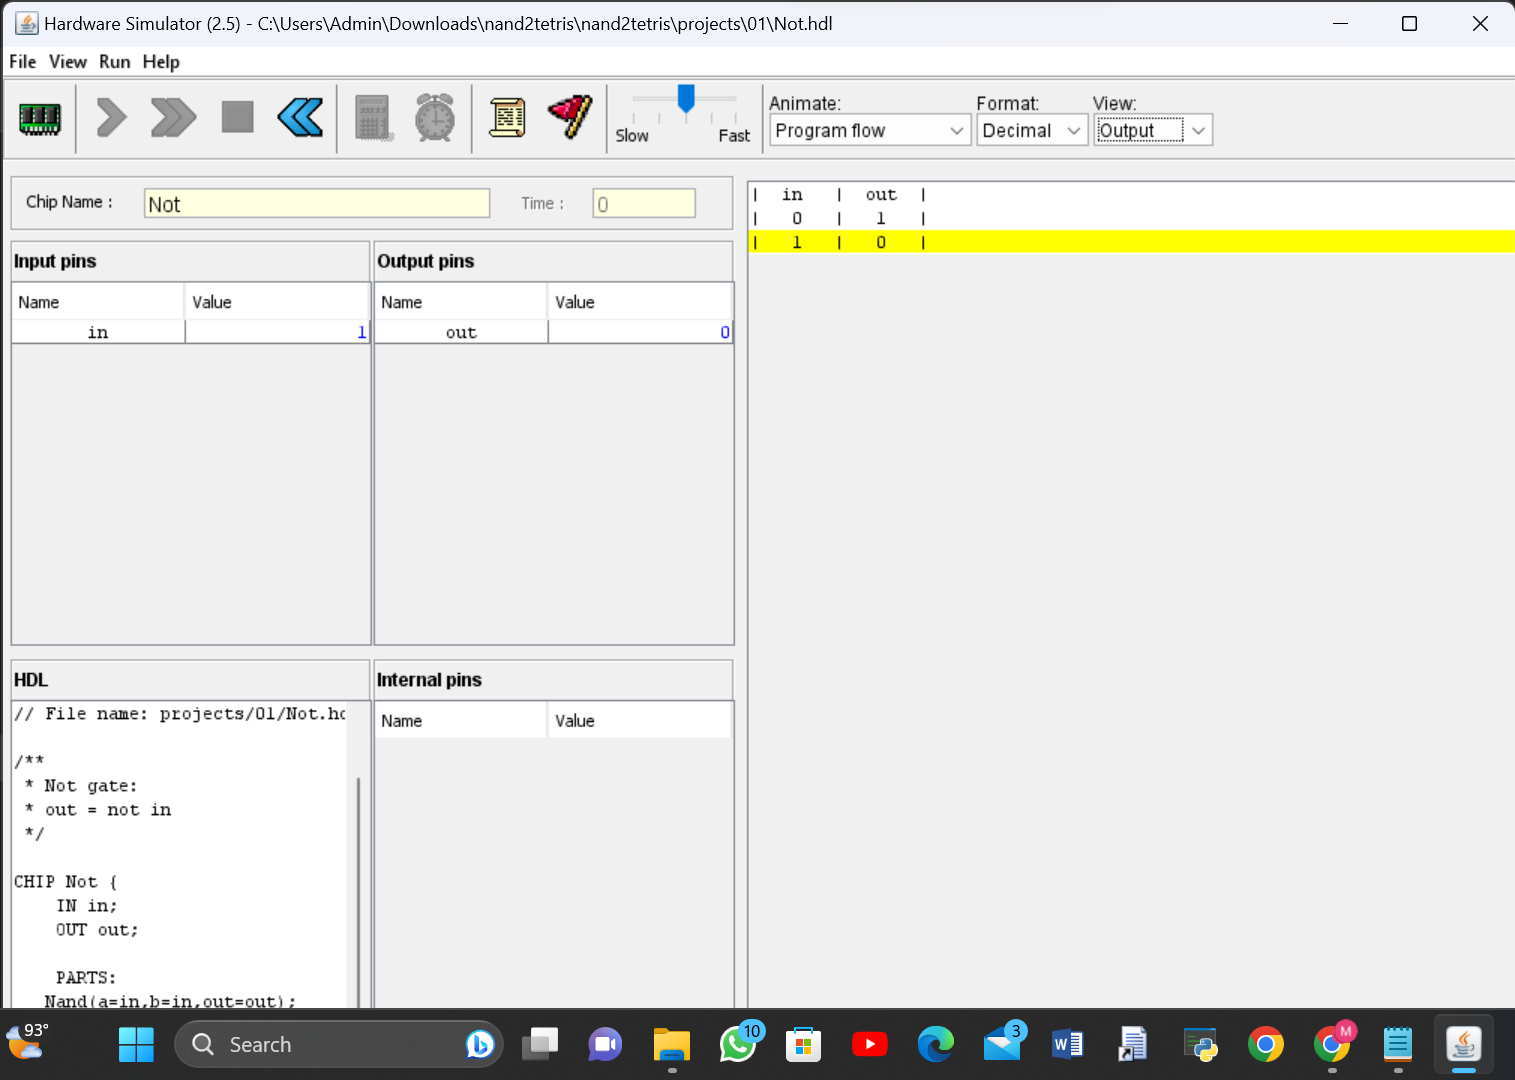 Hardware Simulator (2.5) - C:\Users\Admin\Downloads\nand2tetris\nand2tetris\projects\01\Not.hdl
File View Run Help
Slow Fast
Animate: Format: View:
Program flow Decimal Output
Chip Name : Not Time : 0
| in | out |
| 0 | 1 |
| 1 | 0 |
Input pins
Name Value
in 1
Output pins
Name Value
out 0
HDL
// File name: projects/01/Not.hd
/**
* Not gate:
* out = not in
*/
CHIP Not {
IN in;
OUT out;
PARTS:
Nand(a=in,b=in,out=out);
Internal pins
Name Value
93°
Search
10
3
M